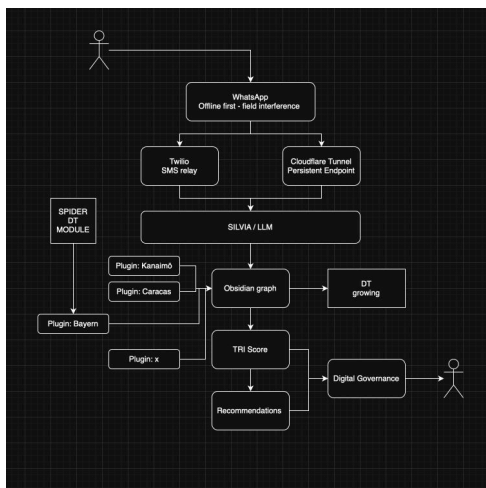 WhatsApp
Offline first - field interference
Twilio
SMS relay
Cloudflare Tunnel
Persistent Endpoint
SPIDER
DT
MODULE
SILVIA / LLM
Plugin: Kanaimö
Plugin: Caracas
Obsidian graph
DT
growing
Plugin: Bayern
Plugin: x
TRI Score
Digital Governance
Recommendations